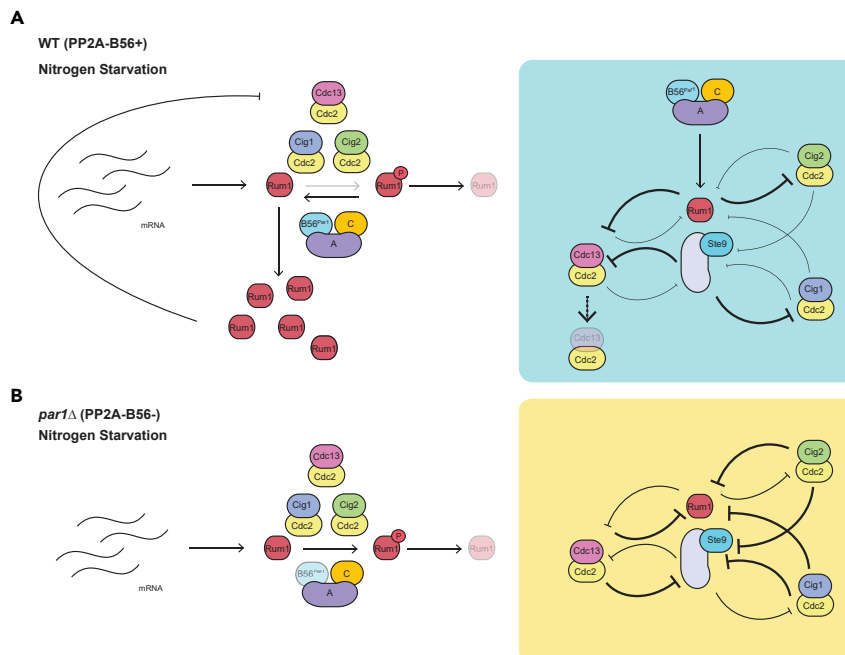 A
WT (PP2A-B56+)
Nitrogen Starvation
Cdc13
Cdc2
Cig1
Cdc2
Cig2
Cdc2
mRNA
Rum1
Rum1
P
Rum1
B56Par1
C
A
Rum1
Rum1
Rum1
Rum1
Rum1
B56Par1
C
A
Cig2
Cdc2
Rum1
Ste9
Cdc13
Cdc2
Cig1
Cdc2
Cdc13
Cdc2
B
par1Δ (PP2A-B56-)
Nitrogen Starvation
Cdc13
Cdc2
Cig1
Cdc2
Cig2
Cdc2
mRNA
Rum1
Rum1
P
Rum1
B56Par1
C
A
Cig2
Cdc2
Rum1
Ste9
Cdc13
Cdc2
Cig1
Cdc2